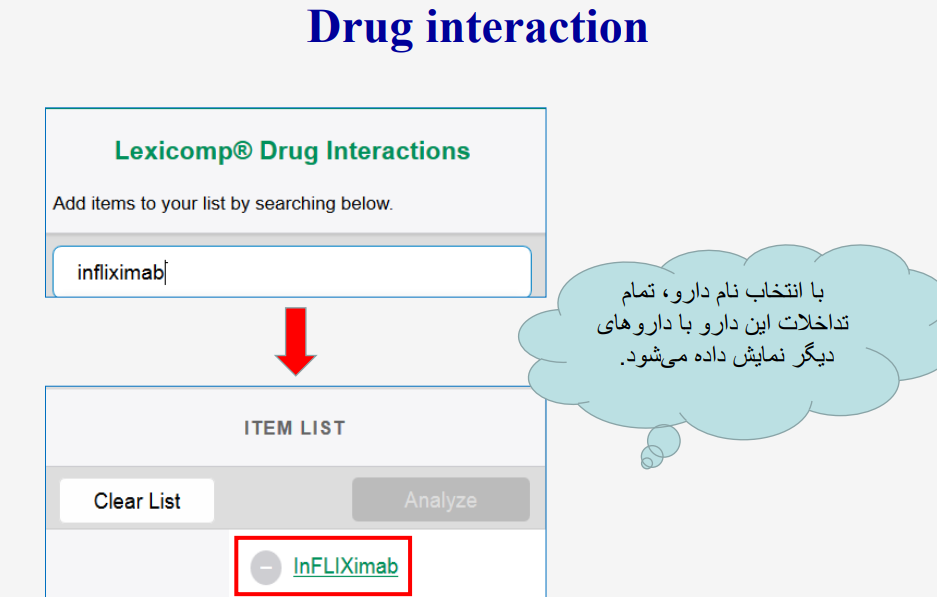 Drug interaction
Lexicomp® Drug Interactions
Add items to your list by searching below.
infliximab
با انتخاب نام دارو، تمام
تداخلات این دارو با داروهای
دیگر نمایش داده می‌شود.
ITEM LIST
Clear List
Analyze
InFLIXimab